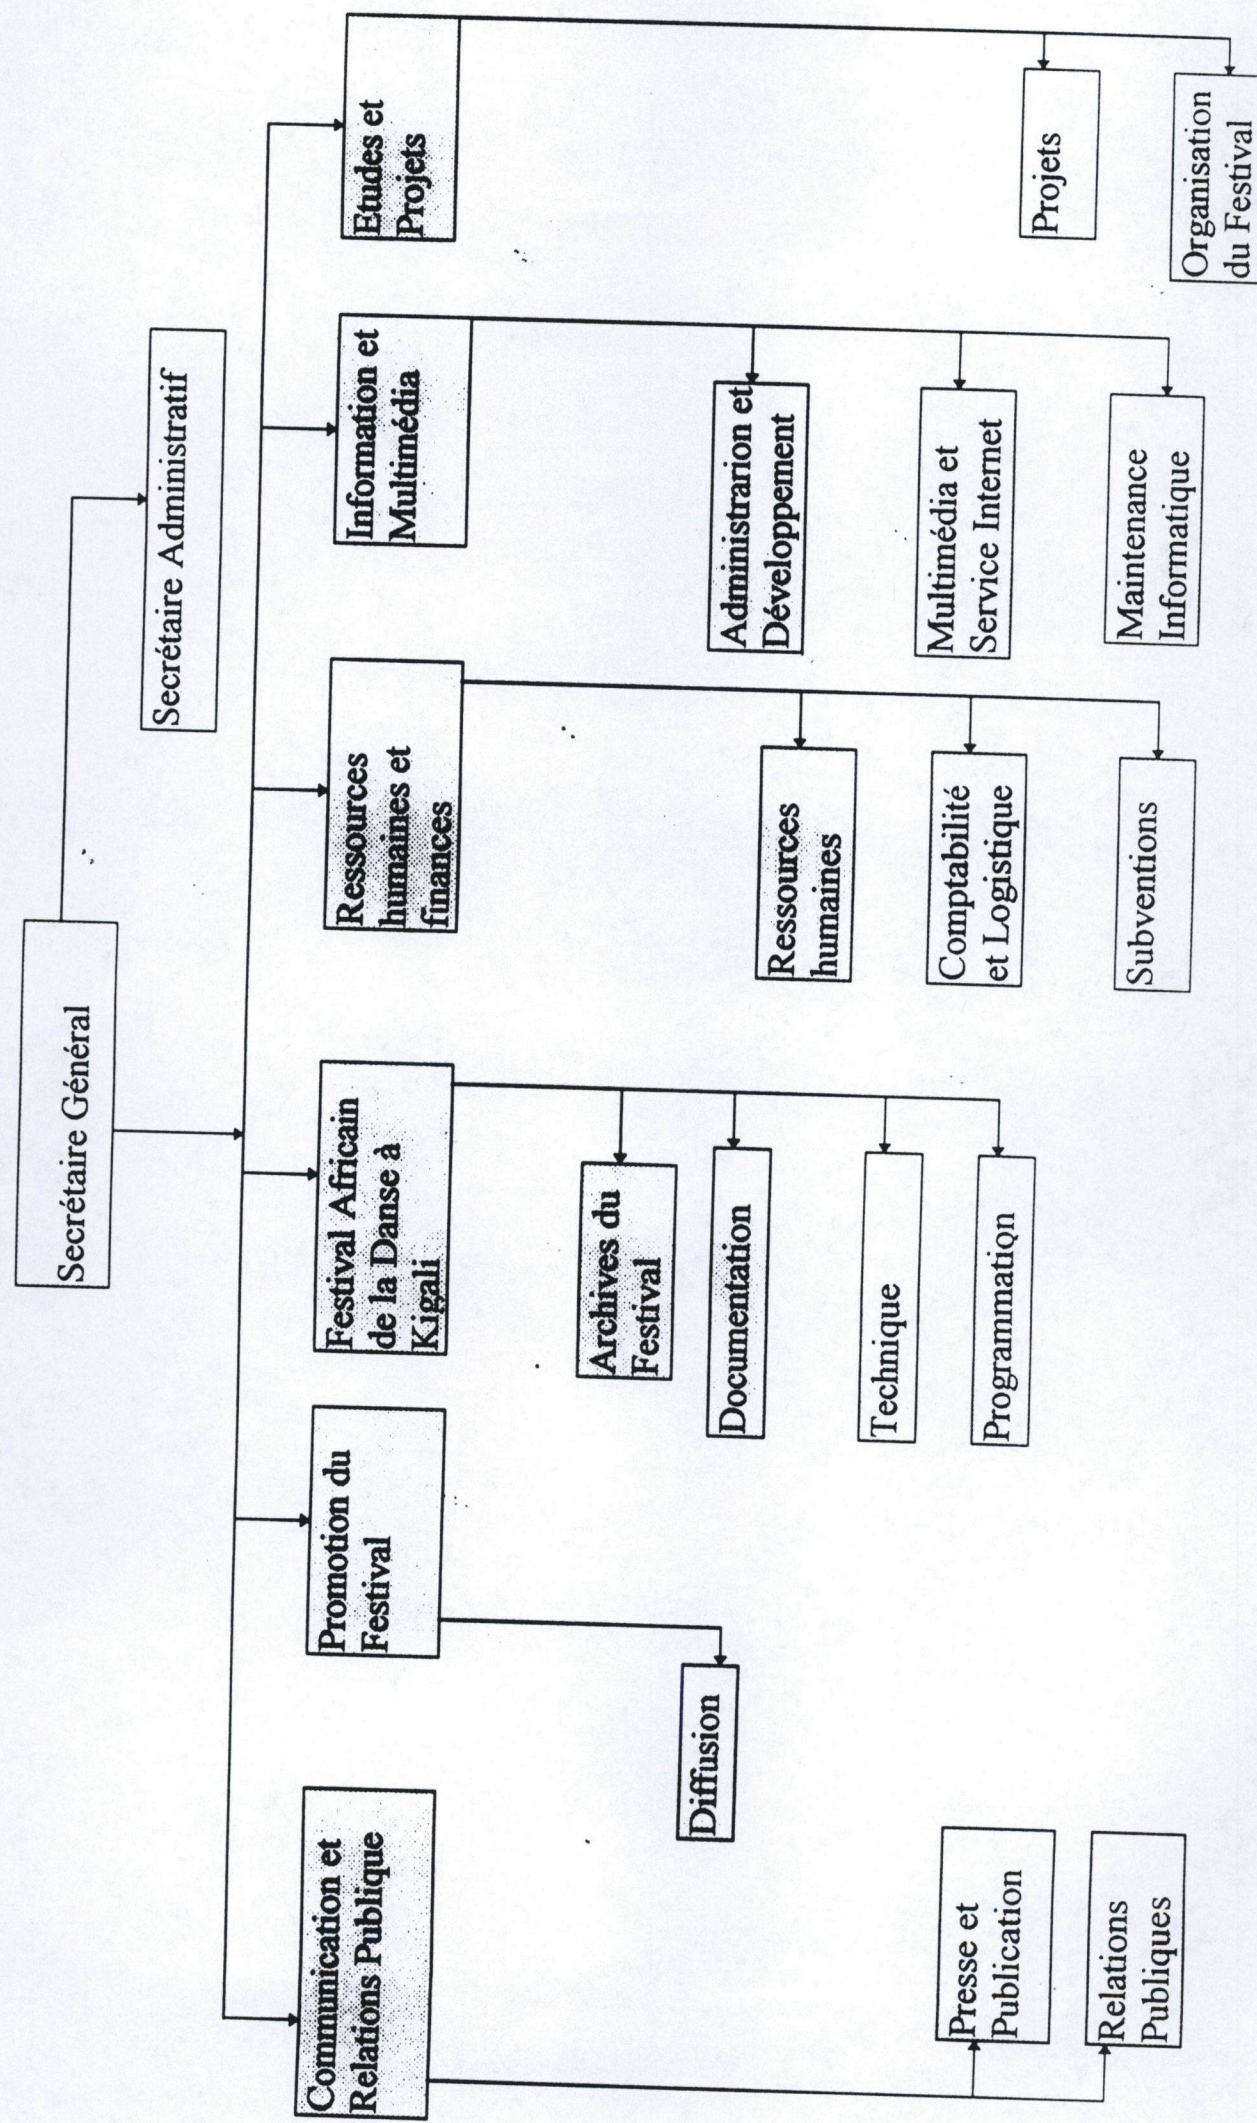 Secrétaire Général
Secrétaire Administratif
Communication et
Relations Publique
Promotion du
Festival
Festival Africain
de la Danse à
Kigali
Ressources
humaines et
finances
Information et
Multimédia
Etudes et
Projets
Presse et
Publication
Relations
Publiques
Diffusion
Archives du
Festival
Documentation
Technique
Programmation
Ressources
humaines
Comptabilité
et Logistique
Subventions
Administrarion et
Développement
Multimédia et
Service Internet
Maintenance
Informatique
Projets
Organisation
du Festival